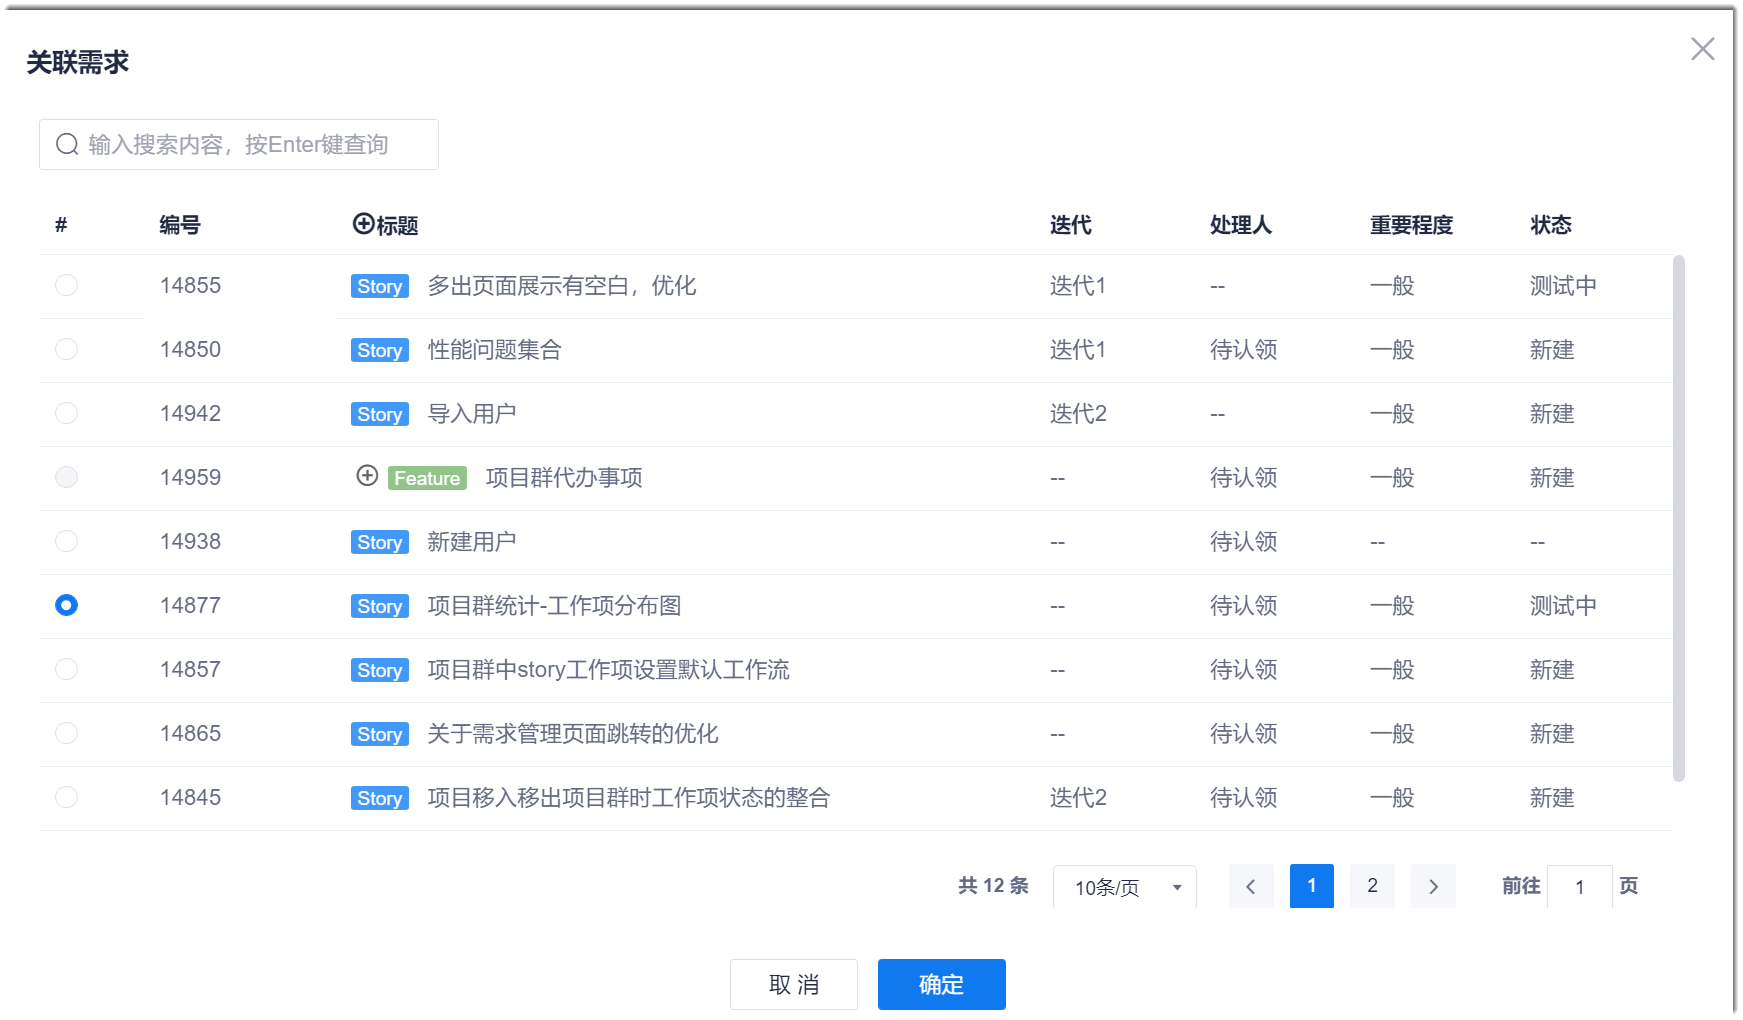 关联需求
输入搜索内容，按Enter键查询
# 编号 标题 迭代 处理人 重要程度 状态
14855 Story 多出页面展示有空白，优化 迭代1 -- 一般 测试中
14850 Story 性能问题集合 迭代1 待认领 一般 新建
14942 Story 导入用户 迭代2 -- 一般 新建
14959 Feature 项目群代办事项 -- 待认领 一般 新建
14938 Story 新建用户 -- 待认领 -- --
14877 Story 项目群统计-工作项分布图 -- 待认领 一般 测试中
14857 Story 项目群中story工作项设置默认工作流 -- 待认领 一般 新建
14865 Story 关于需求管理页面跳转的优化 -- 待认领 一般 新建
14845 Story 项目移入移出项目群时工作项状态的整合 迭代2 待认领 一般 新建
共 12 条 10条/页 1 2 前往 1 页
取 消 确定